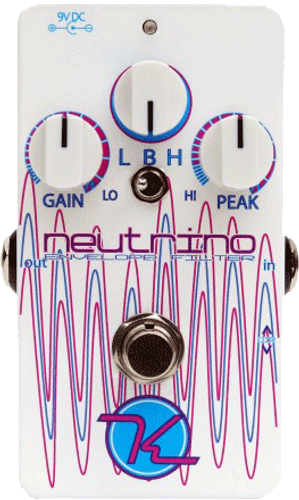 9V DC
L B H
GAIN LO HI PEAK
neutrino
ENVELOPE FILTER
out in
K